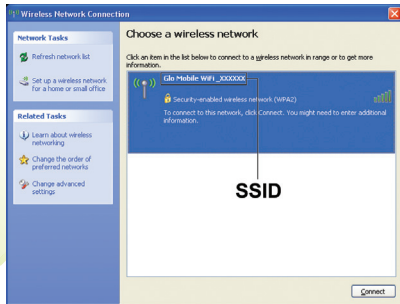 Wireless Network Connection
Network Tasks
Refresh network list
Set up a wireless network
for a home or small office
Related Tasks
Learn about wireless
networking
Change the order of
preferred networks
Change advanced
settings
Choose a wireless network
Click an item in the list below to connect to a wireless network in range or to get more
information.
Glo Mobile WiFi _XXXXXX
Security-enabled wireless network (WPA2)
To connect to this network, click Connect. You might need to enter additional
information.
SSID
Connect